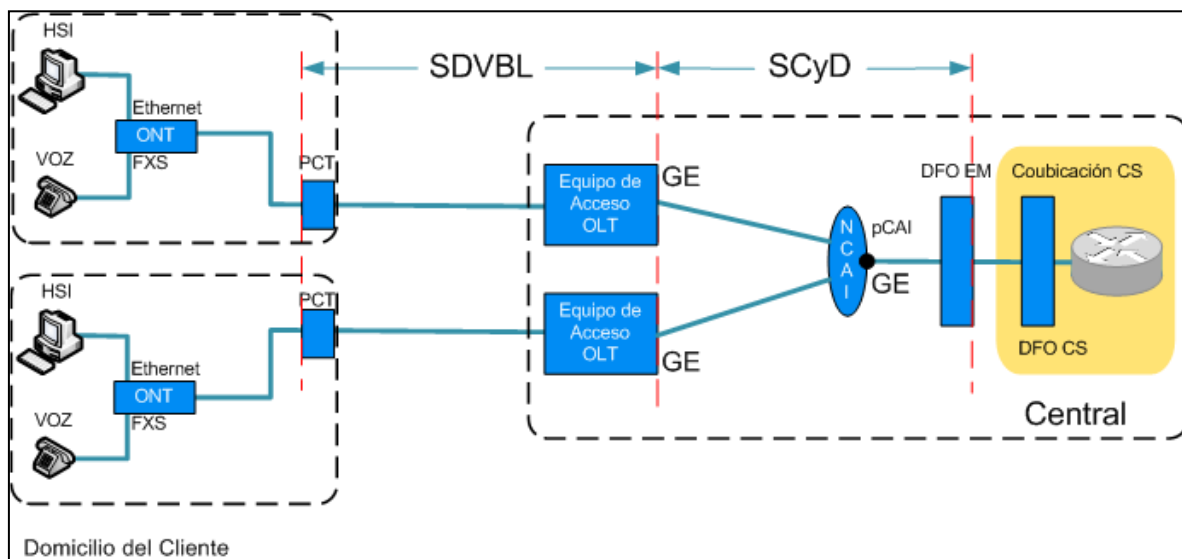 HSI
Ethernet
ONT
VOZ
FXS
PCT
HSI
Ethernet
ONT
VOZ
FXS
PCT
Domicilio del Cliente
SDVBL
SCyD
Equipo de
Acceso
OLT
GE
Equipo de
Acceso
OLT
GE
NCAI
pCAI
GE
DFO EM
Coubicación CS
DFO CS
Central